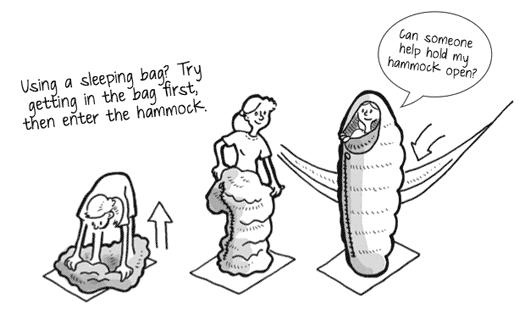 Using a sleeping bag? Try
getting in the bag first,
then enter the hammock.
Can someone
help hold my
hammock open?